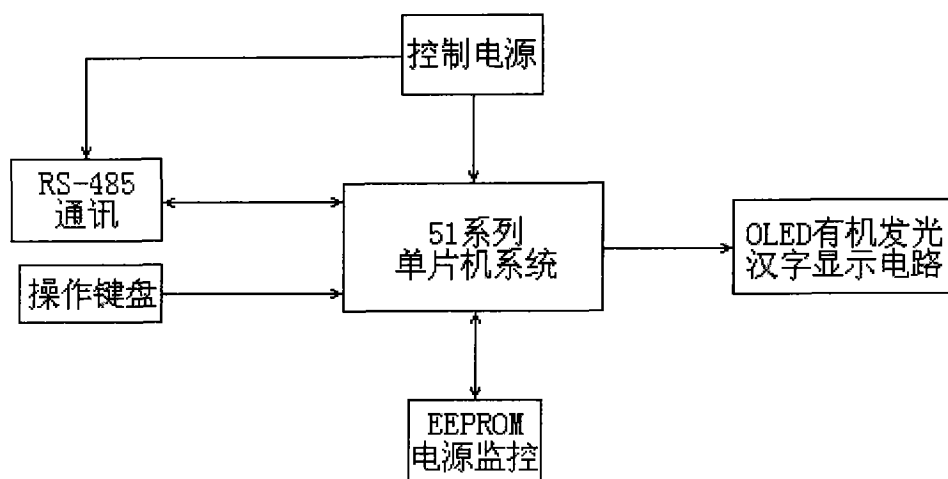 控制电源
RS-485
通讯
51系列
单片机系统
OLED有机发光
汉字显示电路
操作键盘
EEPROM
电源监控